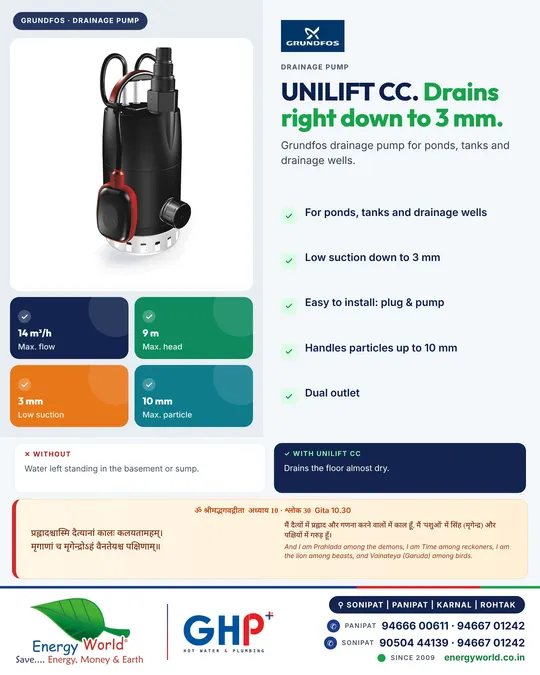 GRUNDFOS · DRAINAGE PUMP
GRUNDFOS
DRAINAGE PUMP
UNILIFT CC. Drains
right down to 3 mm.
Grundfos drainage pump for ponds, tanks and
drainage wells.
For ponds, tanks and drainage wells
Low suction down to 3 mm
Easy to install: plug & pump
Handles particles up to 10 mm
Dual outlet
14 m³/h
Max. flow
9 m
Max. head
3 mm
Low suction
10 mm
Max. particle
✕ WITHOUT
Water left standing in the basement or sump.
✓ WITH UNILIFT CC
Drains the floor almost dry.
ॐ श्रीमद्भगवद्गीता अध्याय 10 · श्लोक 30 Gita 10.30
प्रह्लादश्चास्मि दैत्यानां कालः कलयतामहम्।
मृगाणां च मृगेन्द्रोऽहं वैनतेयश्च पक्षिणाम्॥
मैं दैत्यों में प्रह्लाद और गणना करने वालों में काल हूँ, मैं 'पशुओं' में सिंह (मृगेन्द्र) और
पक्षियों में गरुड़ हूँ।
And I am Prahlada among the demons, I am Time among reckoners, I am
the lion among beasts, and Vainateya (Garuda) among birds.
Energy World
Save.... Energy, Money & Earth
GHP+
HOT WATER & PLUMBING
SONIPAT | PANIPAT | KARNAL | ROHTAK
PANIPAT 94666 00611 · 94667 01242
SONIPAT 90504 44139 · 94667 01242
SINCE 2009 energyworld.co.in